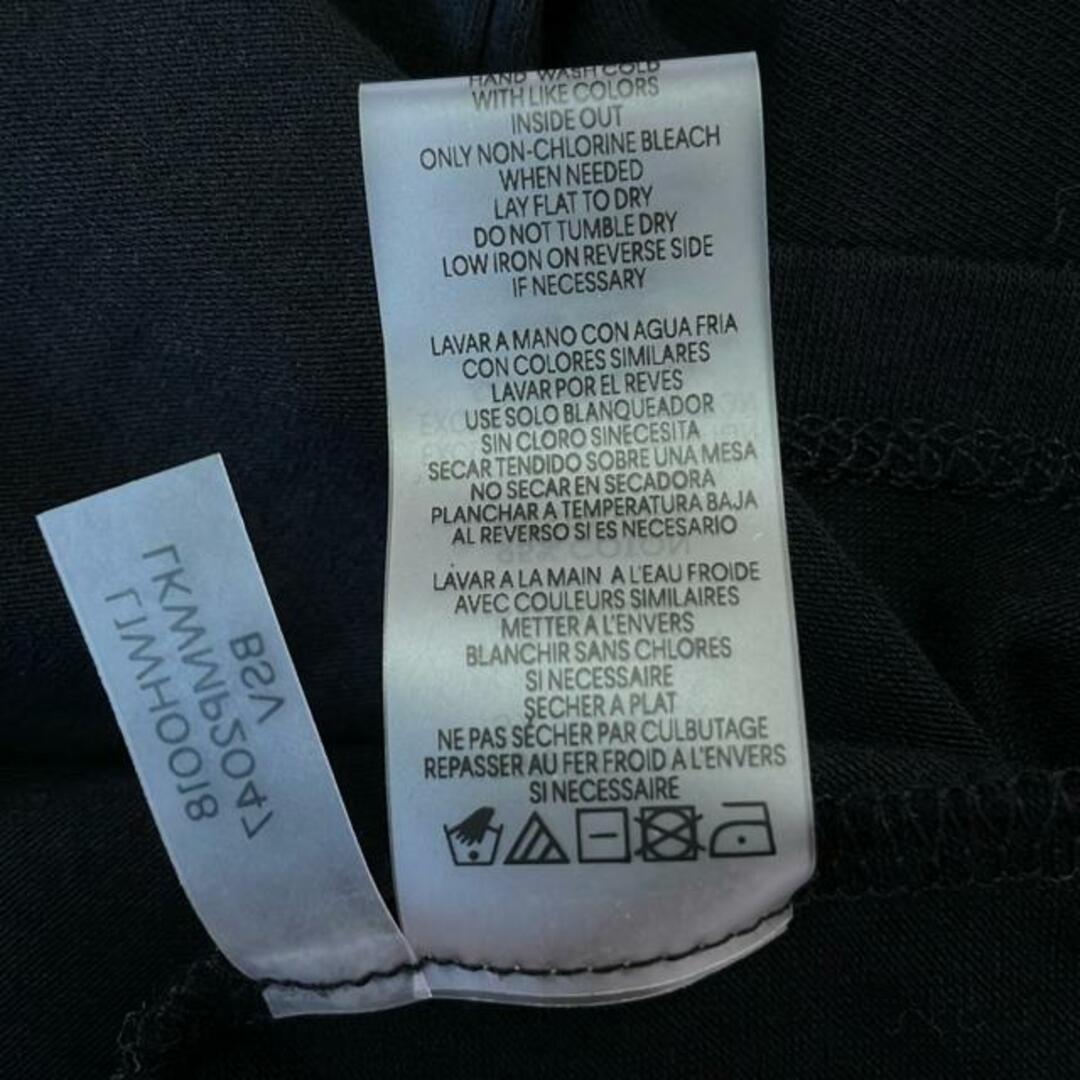 HAND WASH COLD
WITH LIKE COLORS
INSIDE OUT
ONLY NON-CHLORINE BLEACH
WHEN NEEDED
LAY FLAT TO DRY
DO NOT TUMBLE DRY
LOW IRON ON REVERSE SIDE
IF NECESSARY
LAVAR A MANO CON AGUA FRIA
CON COLORES SIMILARES
LAVAR POR EL REVES
USE SOLO BLANQUEADOR
SIN CLORO SINECESITA
SECAR TENDIDO SOBRE UNA MESA
NO SECAR EN SECADORA
PLANCHAR A TEMPERATURA BAJA
AL REVERSO SI ES NECESARIO
LAVAR A LA MAIN A L'EAU FROIDE
AVEC COULEURS SIMILAIRES
METTER A L'ENVERS
BLANCHIR SANS CHLORES
SI NECESSAIRE
SECHER A PLAT
NE PAS SÉCHER PAR CULBUTAGE
REPASSER AU FER FROID A L'ENVERS
SI NECESSAIRE
BSV